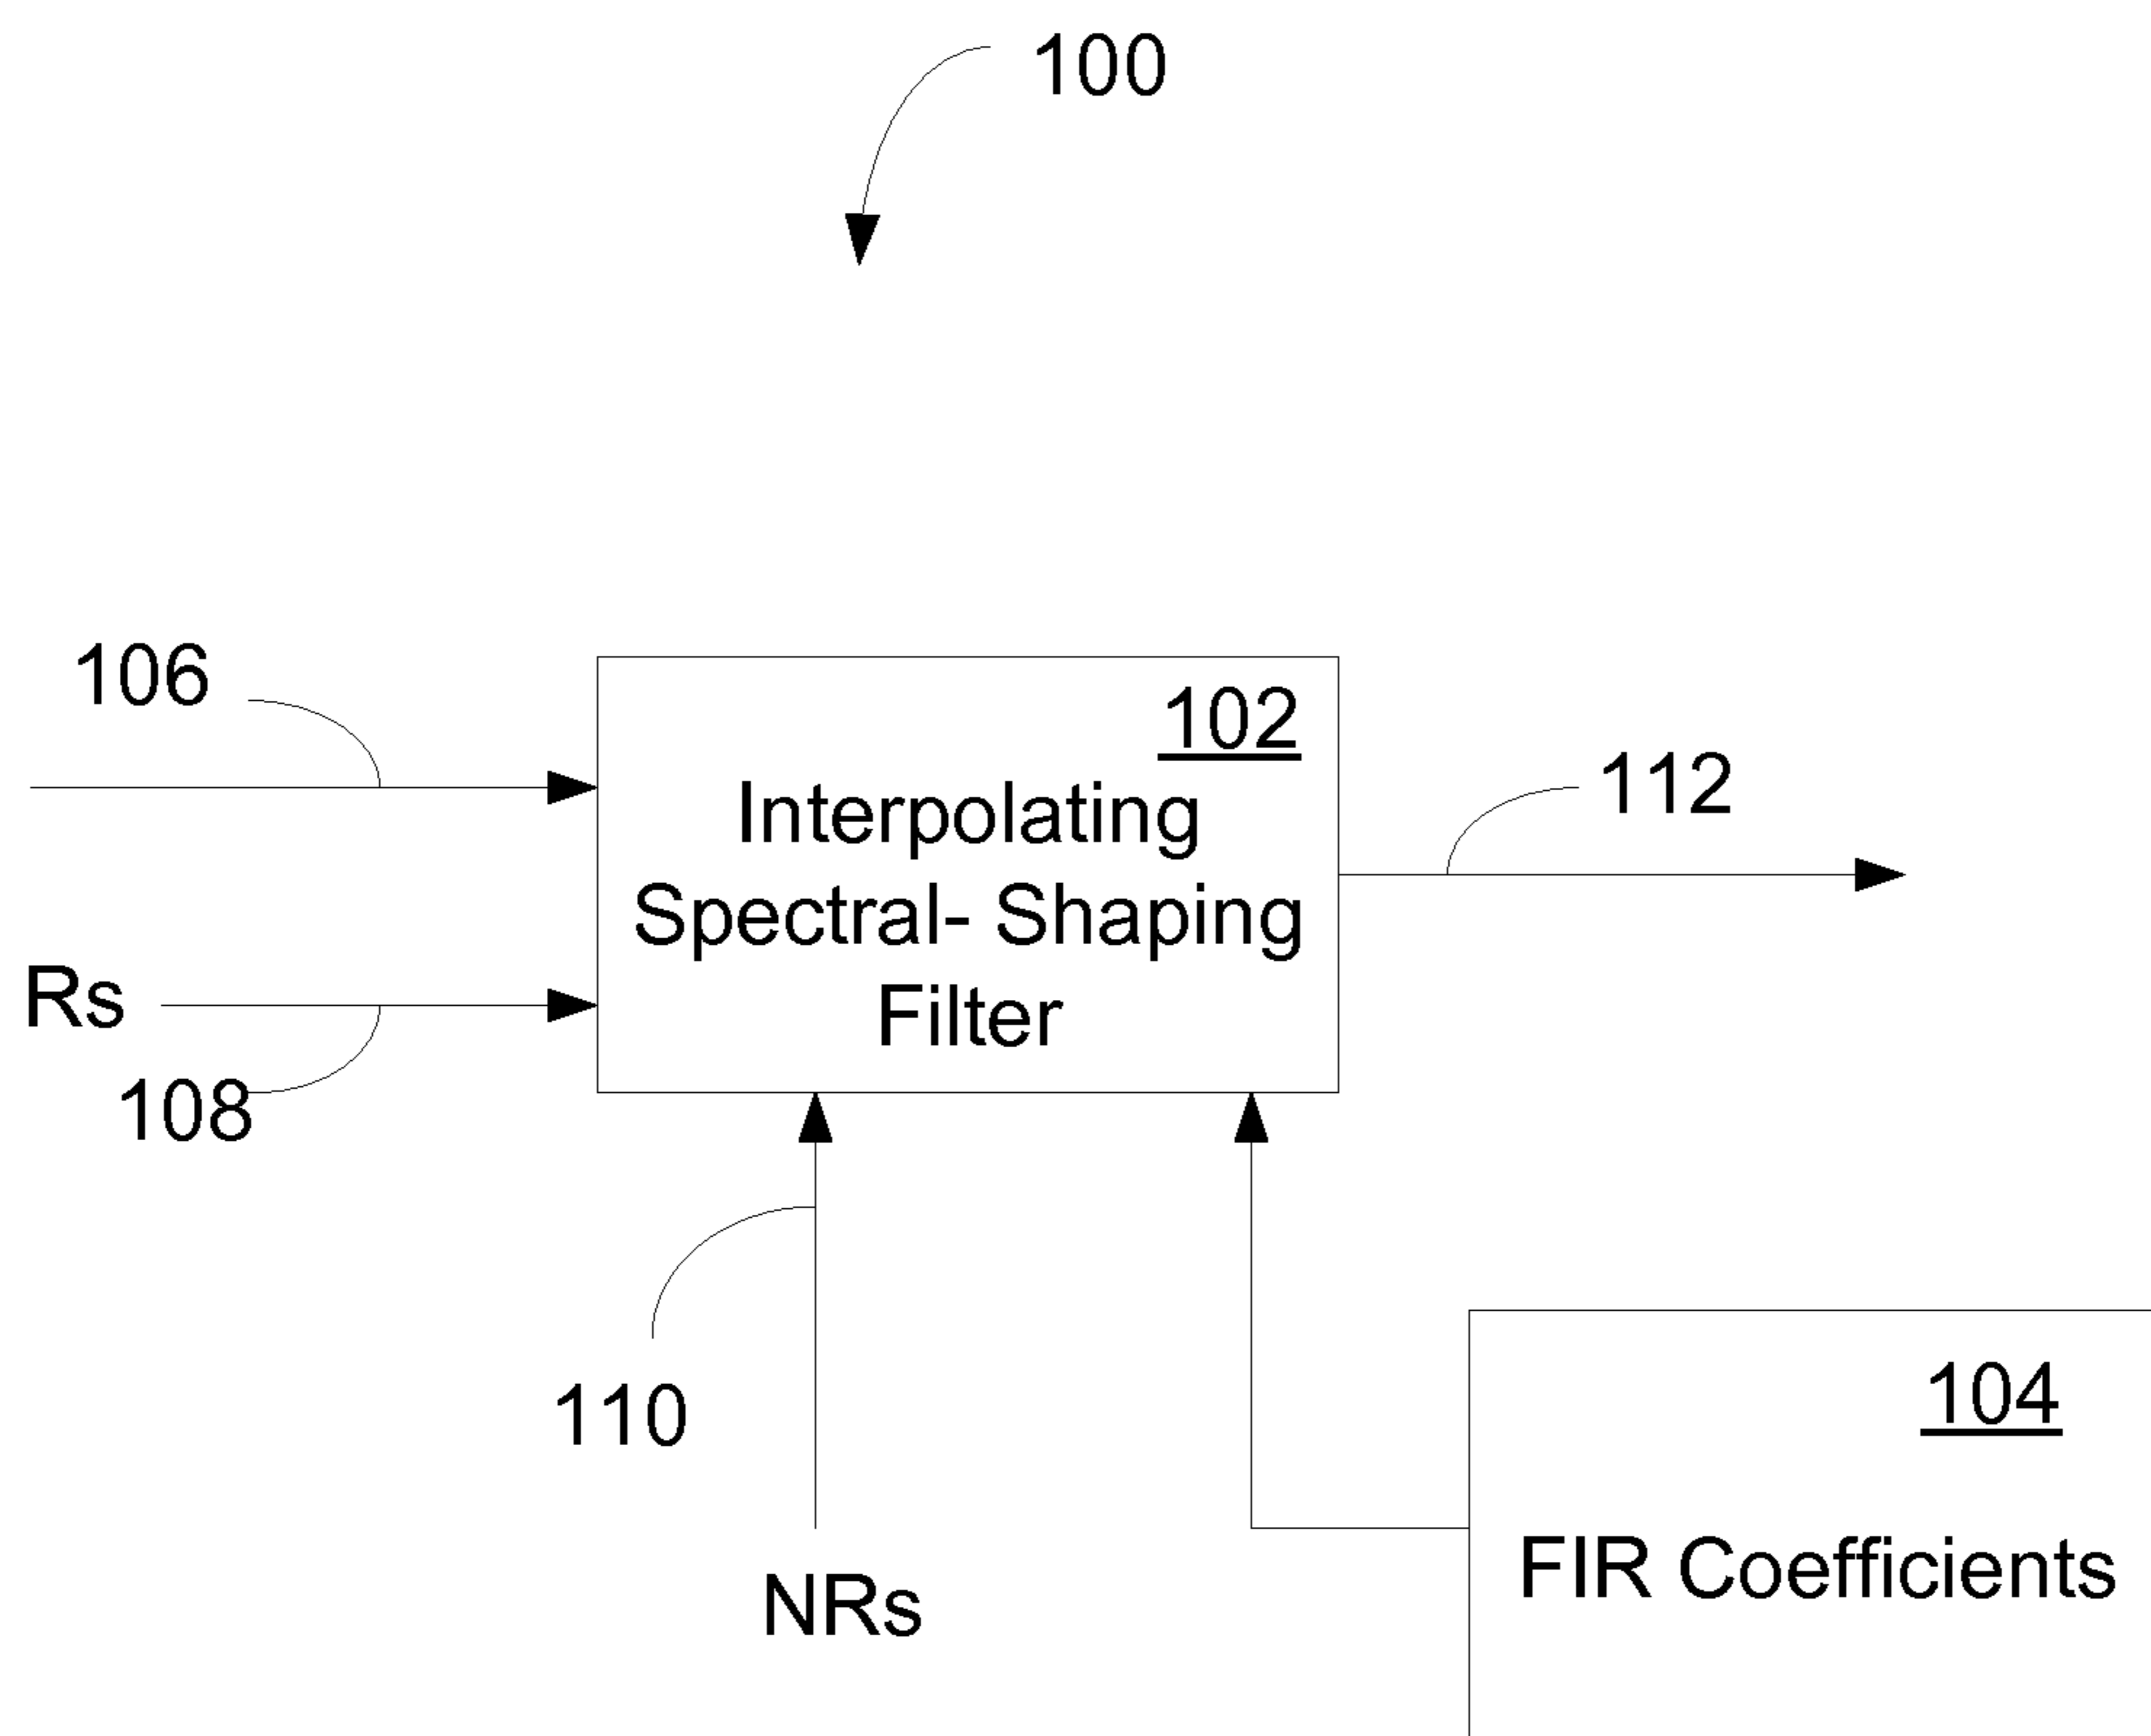 100
106
102
Interpolating
Spectral- Shaping
Filter
112
Rs
108
110
104
FIR Coefficients
NRs